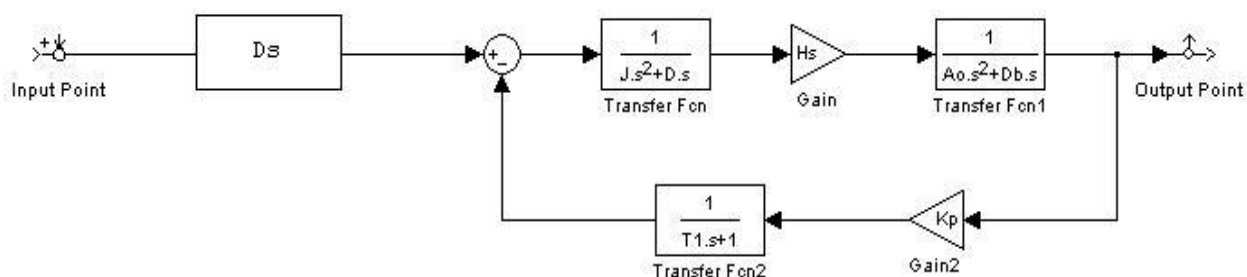 Input Point
Ds
+
-
1
J.s²+D.s
Transfer Fcn
Hs
Gain
1
Ao.s²+Db.s
Transfer Fcn1
Output Point
1
T1.s+1
Transfer Fcn2
Kp
Gain2